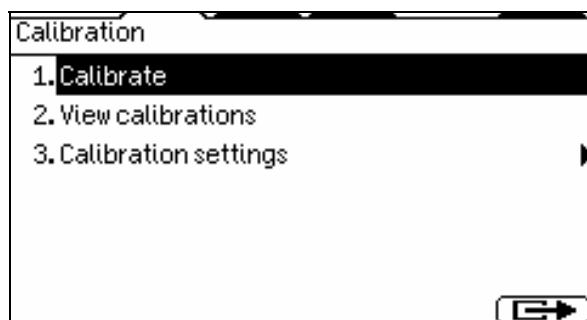 Calibration
1. Calibrate
2. View calibrations
3. Calibration settings